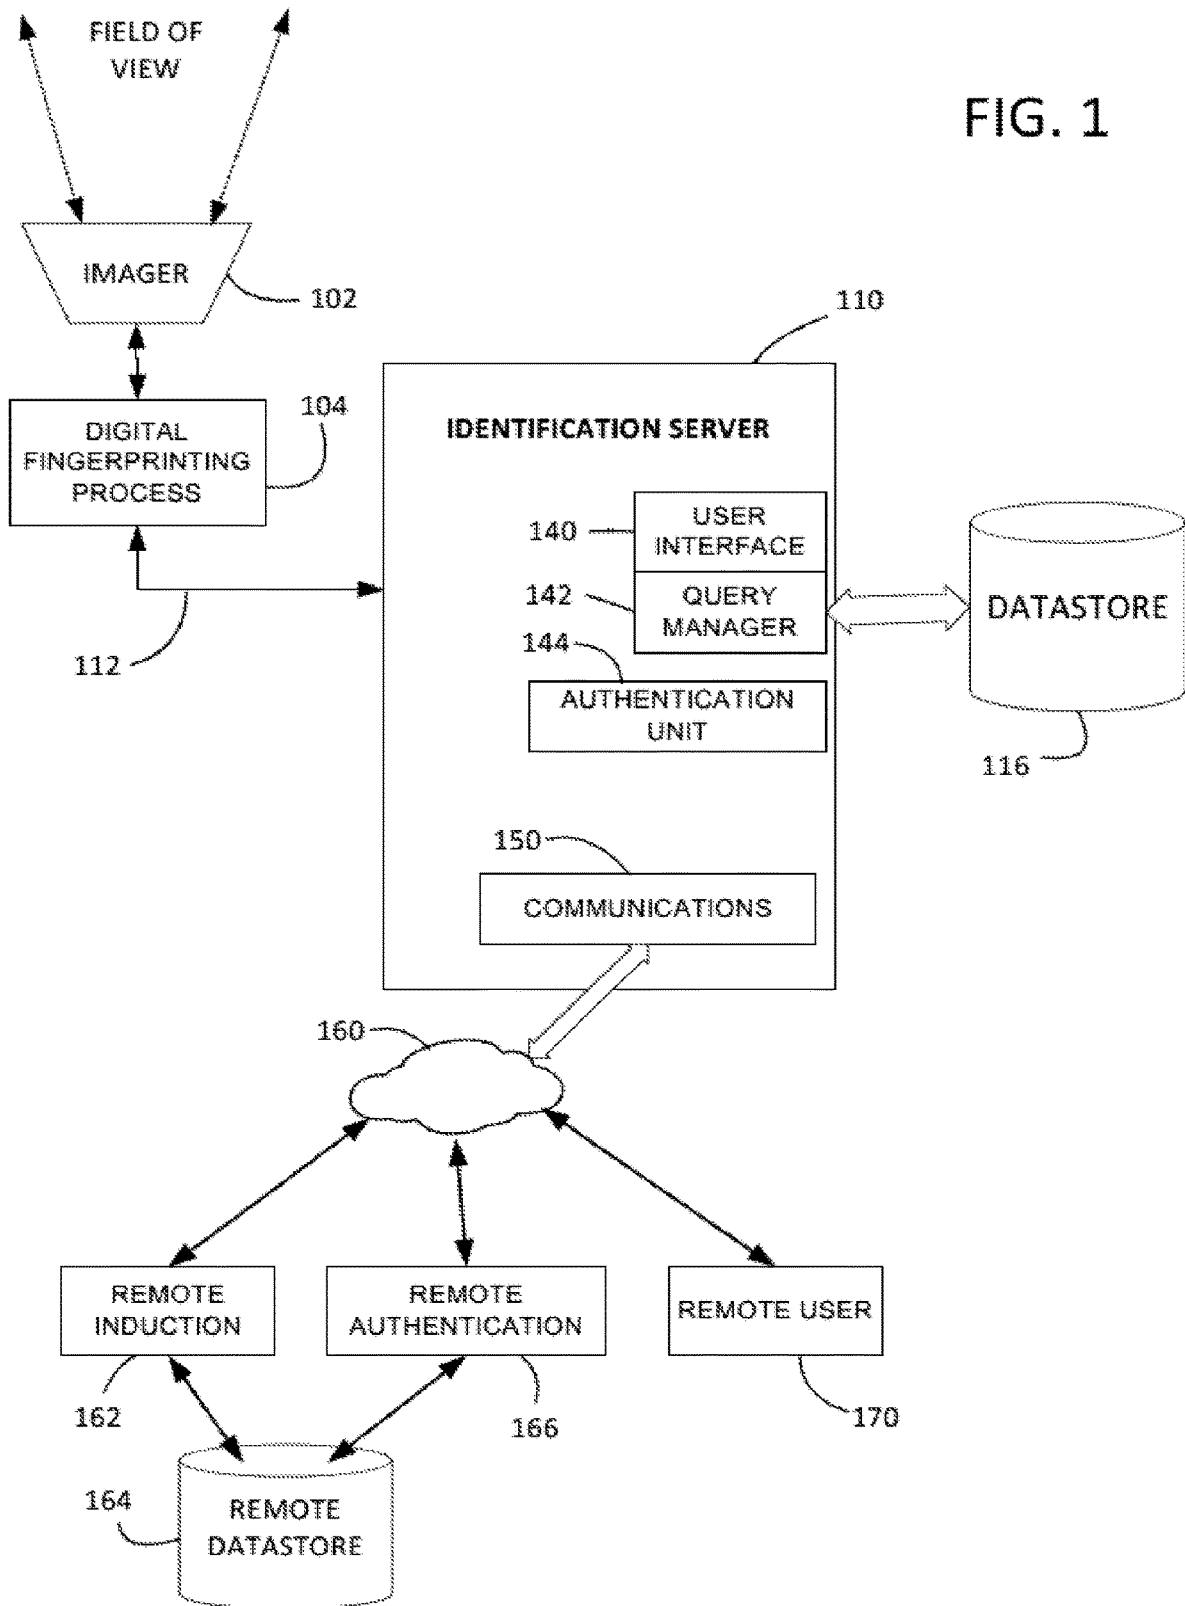 FIELD OF
VIEW
FIG. 1
IMAGER
102
110
104
DIGITAL
FINGERPRINTING
PROCESS
IDENTIFICATION SERVER
140
USER
INTERFACE
142
QUERY
MANAGER
DATASTORE
112
144
AUTHENTICATION
UNIT
116
150
COMMUNICATIONS
160
REMOTE
INDUCTION
REMOTE
AUTHENTICATION
REMOTE USER
162
166
170
164
REMOTE
DATASTORE